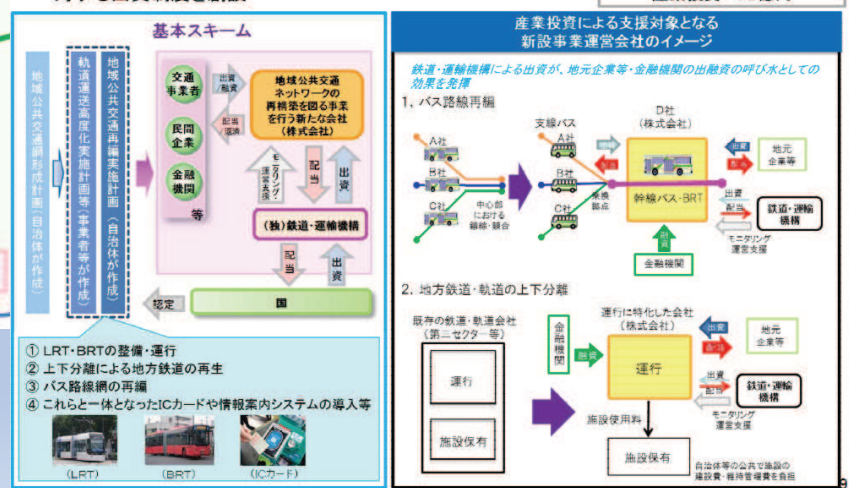 基本スキーム
地域公共交通網形成計画(自治体が作成)
軌道運送高度化実施計画等(事業者等が作成)
地域公共交通再編実施計画(自治体が作成)
交通
事業者
民間
企業
金融
機関
等
出資
/融資
配当
/返済
地域公共交通
ネットワークの
再構築を図る事業
を行う新たな会社
(株式会社)
モニタリング・
運営支援
配当
出資
(独)鉄道・運輸機構
配当
出資
認定
国
① LRT・BRTの整備・運行
② 上下分離による地方鉄道の再生
③ バス路線網の再編
④ これらと一体となったICカードや情報案内システムの導入等
(LRT)
(BRT)
(ICカード)
産業投資による支援対象となる
新設事業運営会社のイメージ
鉄道・運輸機構による出資が、地元企業等・金融機関の出融資の呼び水としての
効果を発揮
1. バス路線再編
A社
B社
C社
中心部
における
錯綜・競合
支線バス
A社
B社
C社
乗換
拠点
D社
(株式会社)
幹線バス・BRT
出資
配当
地元
企業等
出資
配当
モニタリング
運営支援
鉄道・運輸
機構
融資
金融機関
2. 地方鉄道・軌道の上下分離
既存の鉄道・軌道会社
(第三セクター等)
運行
施設保有
金融機関
融資
運行に特化した会社
(株式会社)
運行
出資
配当
地元
企業等
出資
配当
モニタリング
運営支援
鉄道・運輸
機構
施設使用料
施設保有
自治体等の公共で施設の
建設費・維持管理費を負担
9